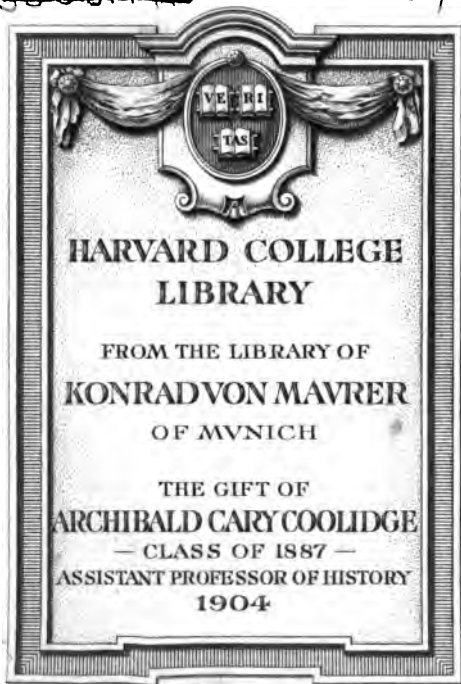 VE RI
TAS
HARVARD COLLEGE
LIBRARY
FROM THE LIBRARY OF
KONRAD VON MAVRER
OF MVNICH
THE GIFT OF
ARCHIBALD CARY COOLIDGE
— CLASS OF 1887 —
ASSISTANT PROFESSOR OF HISTORY
1904